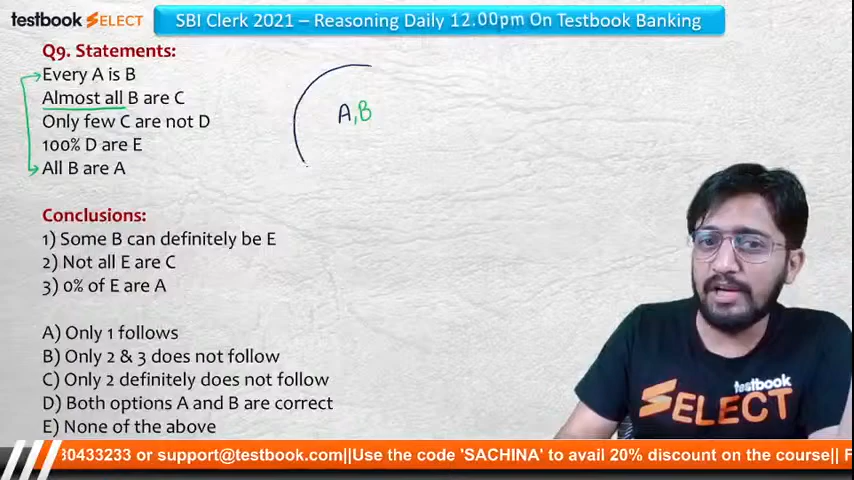 testbook SELECT
SBI Clerk 2021 – Reasoning Daily 12.00pm On Testbook Banking
Q9. Statements:
Every A is B
Almost all B are C
Only few C are not D
100% D are E
All B are A
A,B
Conclusions:
1) Some B can definitely be E
2) Not all E are C
3) 0% of E are A
A) Only 1 follows
B) Only 2 & 3 does not follow
C) Only 2 definitely does not follow
D) Both options A and B are correct
E) None of the above
testbook
SELECT
30433233 or support@testbook.com||Use the code 'SACHINA' to avail 20% discount on the course|| F